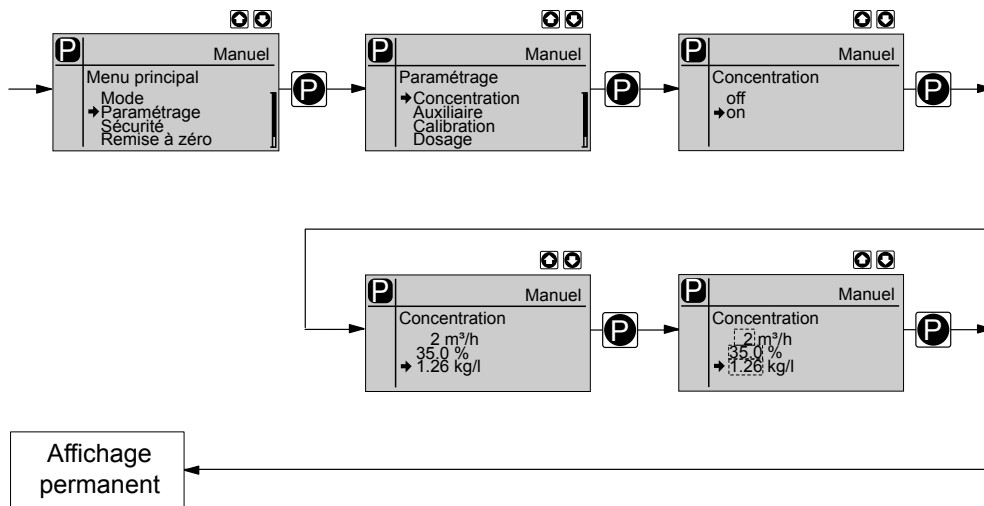 P Manuel
Menu principal
Mode
Paramétrage
Sécurité
Remise à zéro
P
P Manuel
Paramétrage
Concentration
Auxiliaire
Calibration
Dosage
P
P Manuel
Concentration
off
on
P
P Manuel
Concentration
2 m³/h
35.0 %
1.26 kg/l
P
P Manuel
Concentration
2 m³/h
35.0 %
1.26 kg/l
P
Affichage
permanent